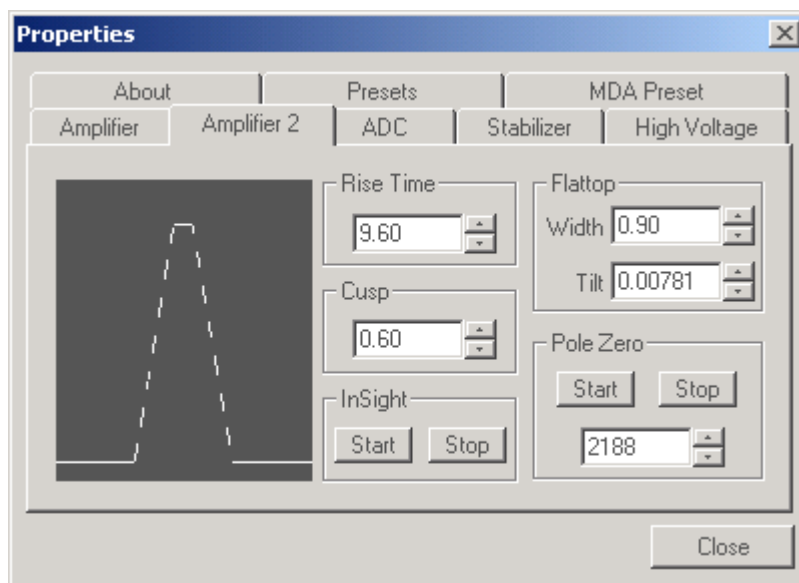 Properties
About Presets MDA Preset
Amplifier Amplifier 2 ADC Stabilizer High Voltage
Rise Time
9.60
Cusp
0.60
InSight
Start Stop
Flattop
Width 0.90
Tilt 0.00781
Pole Zero
Start Stop
2188
Close